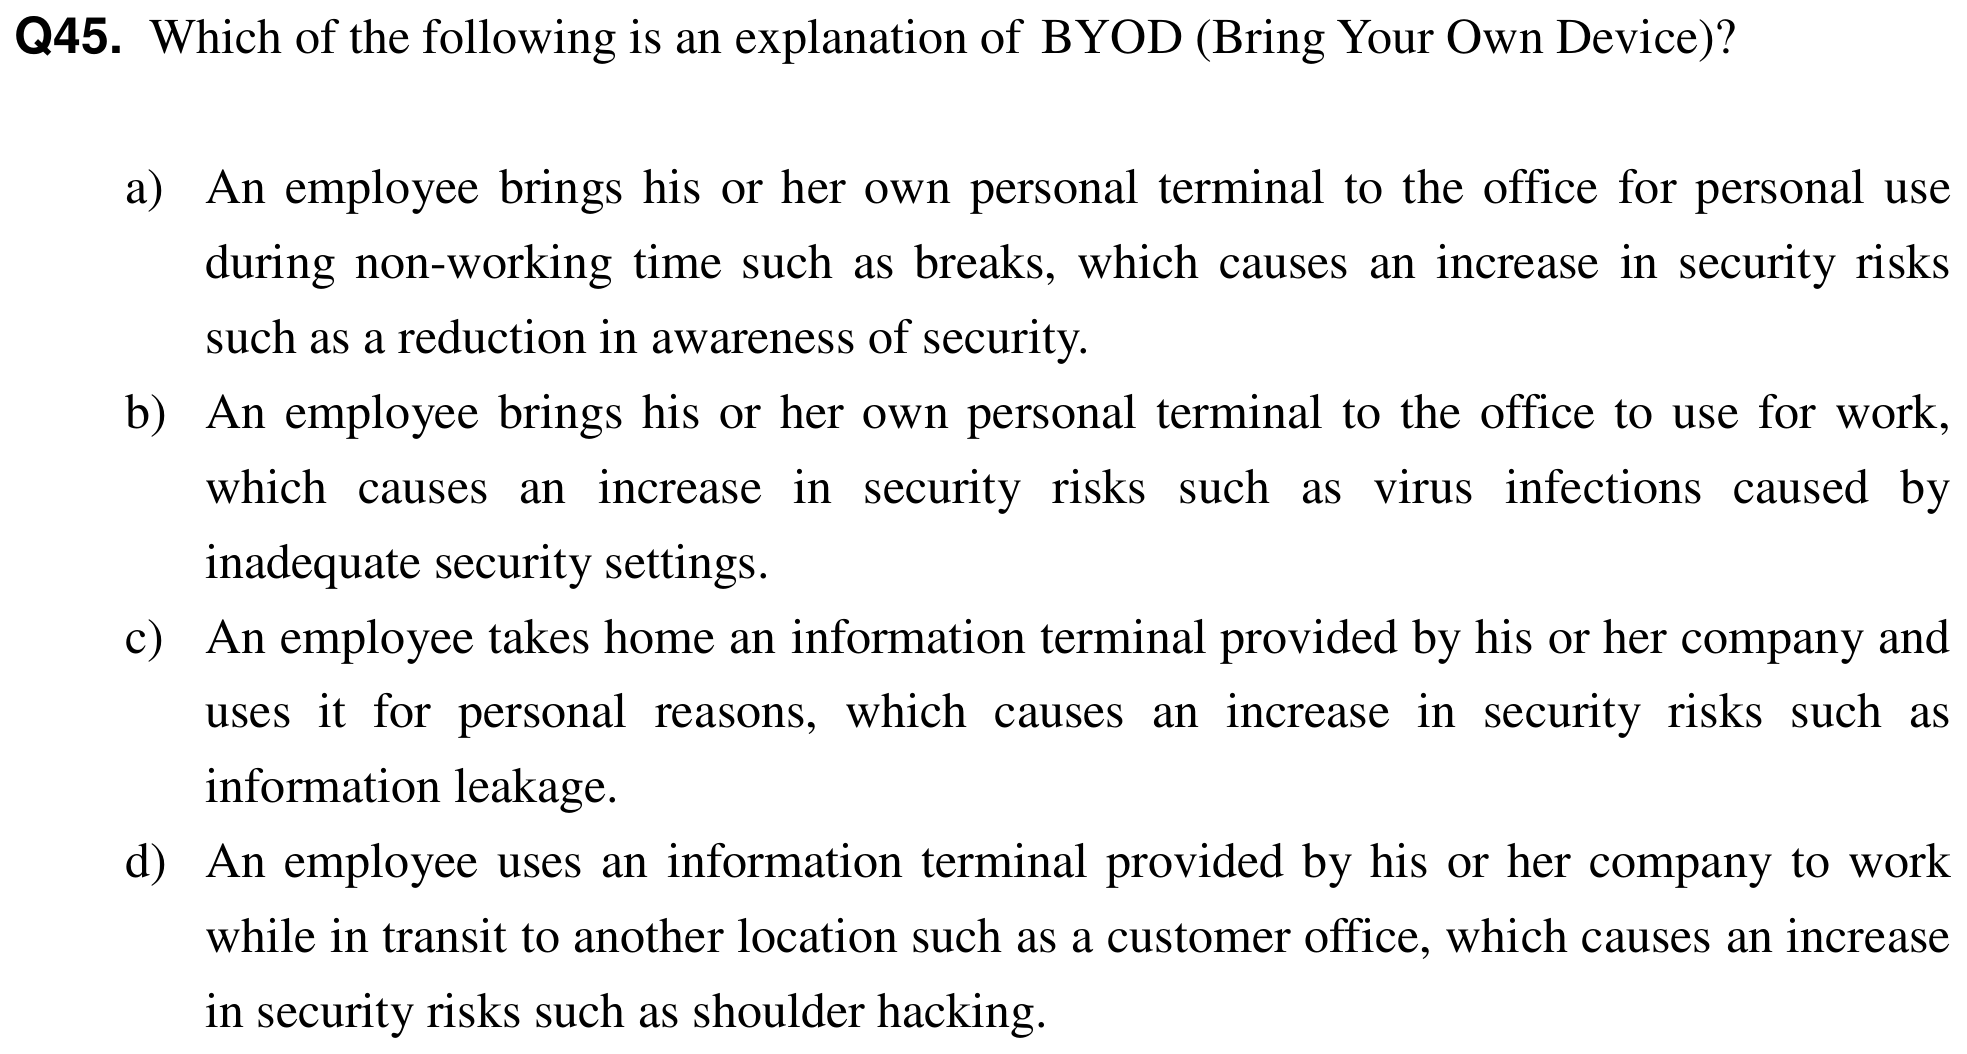 Q45. Which of the following is an explanation of BYOD (Bring Your Own Device)?
a) An employee brings his or her own personal terminal to the office for personal use
during non-working time such as breaks, which causes an increase in security risks
such as a reduction in awareness of security.
b) An employee brings his or her own personal terminal to the office to use for work,
which causes an increase in security risks such as virus infections caused by
inadequate security settings.
c) An employee takes home an information terminal provided by his or her company and
uses it for personal reasons, which causes an increase in security risks such as
information leakage.
d) An employee uses an information terminal provided by his or her company to work
while in transit to another location such as a customer office, which causes an increase
in security risks such as shoulder hacking.